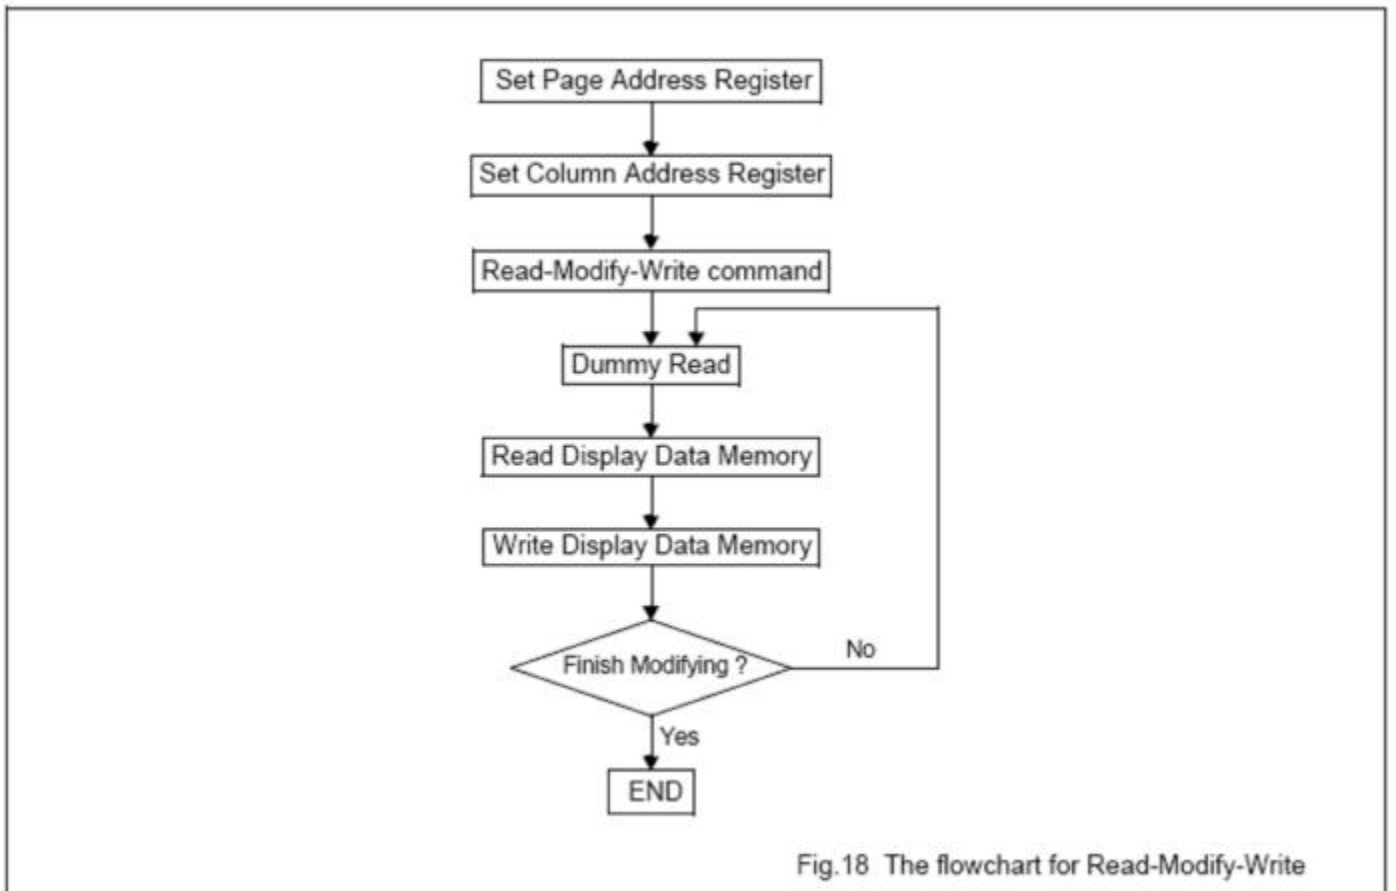 Set Page Address Register
Set Column Address Register
Read-Modify-Write command
Dummy Read
Read Display Data Memory
Write Display Data Memory
Finish Modifying ?
No
Yes
END
Fig.18 The flowchart for Read-Modify-Write